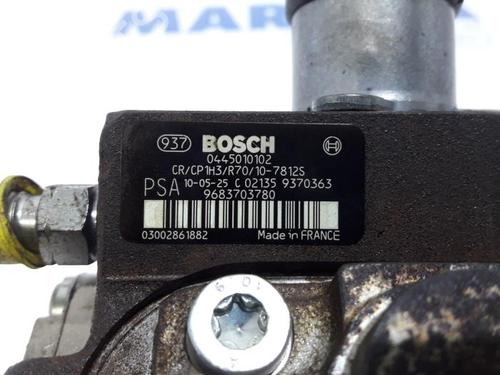 937 BOSCH
0445010102
CR/CP1H3/R70/10-7812S
PSA 10-05-25 C 02135 9370363
9683703780
03002861882 Made in FRANCE